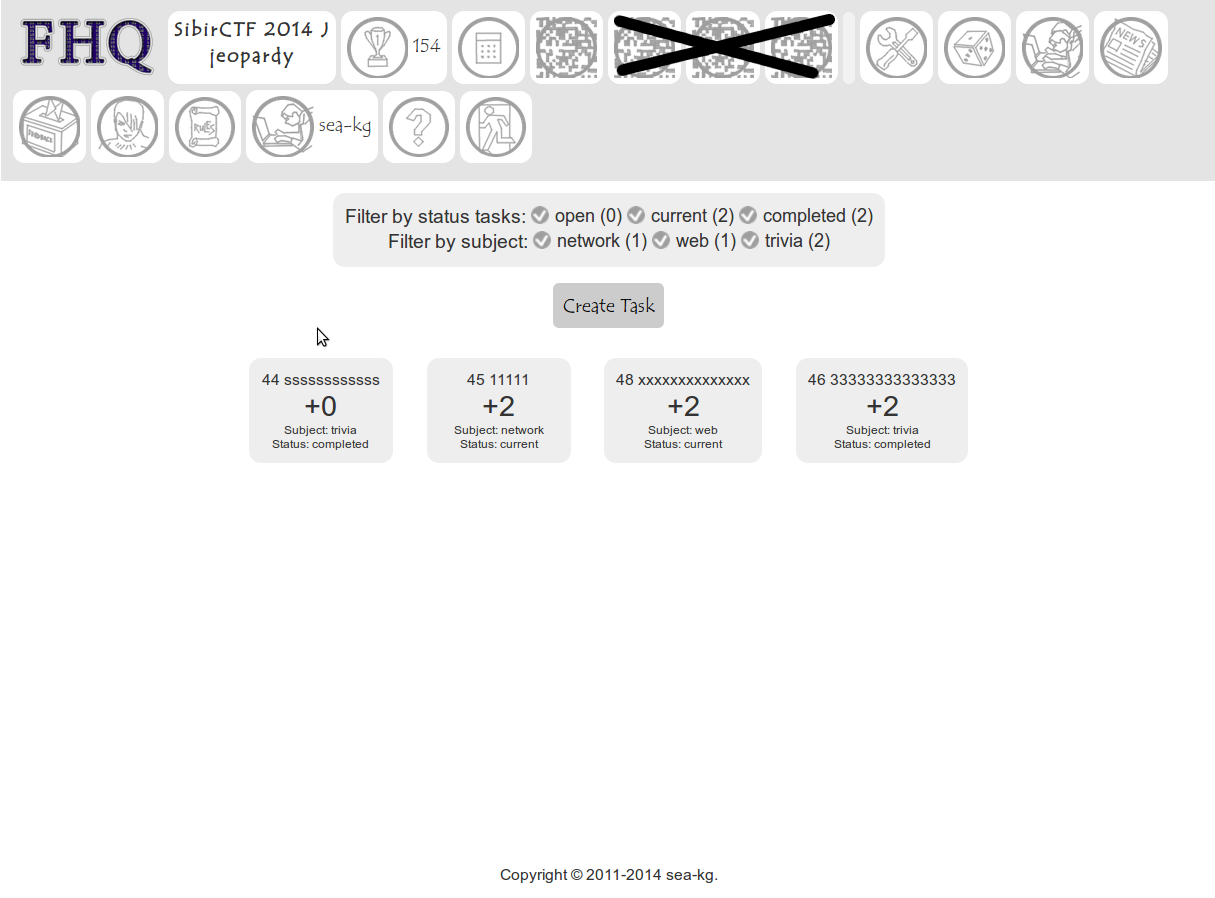 FHQ
SibirCTF 2014 J
jeopardy
154
NEWS
FEEDBACK
RULES
sea-kg
?
Filter by status tasks: open (0) current (2) completed (2)
Filter by subject: network (1) web (1) trivia (2)
Create Task
44 ssssssssssss
+0
Subject: trivia
Status: completed
45 11111
+2
Subject: network
Status: current
48 xxxxxxxxxxxxxx
+2
Subject: web
Status: current
46 33333333333333
+2
Subject: trivia
Status: completed
Copyright © 2011-2014 sea-kg.